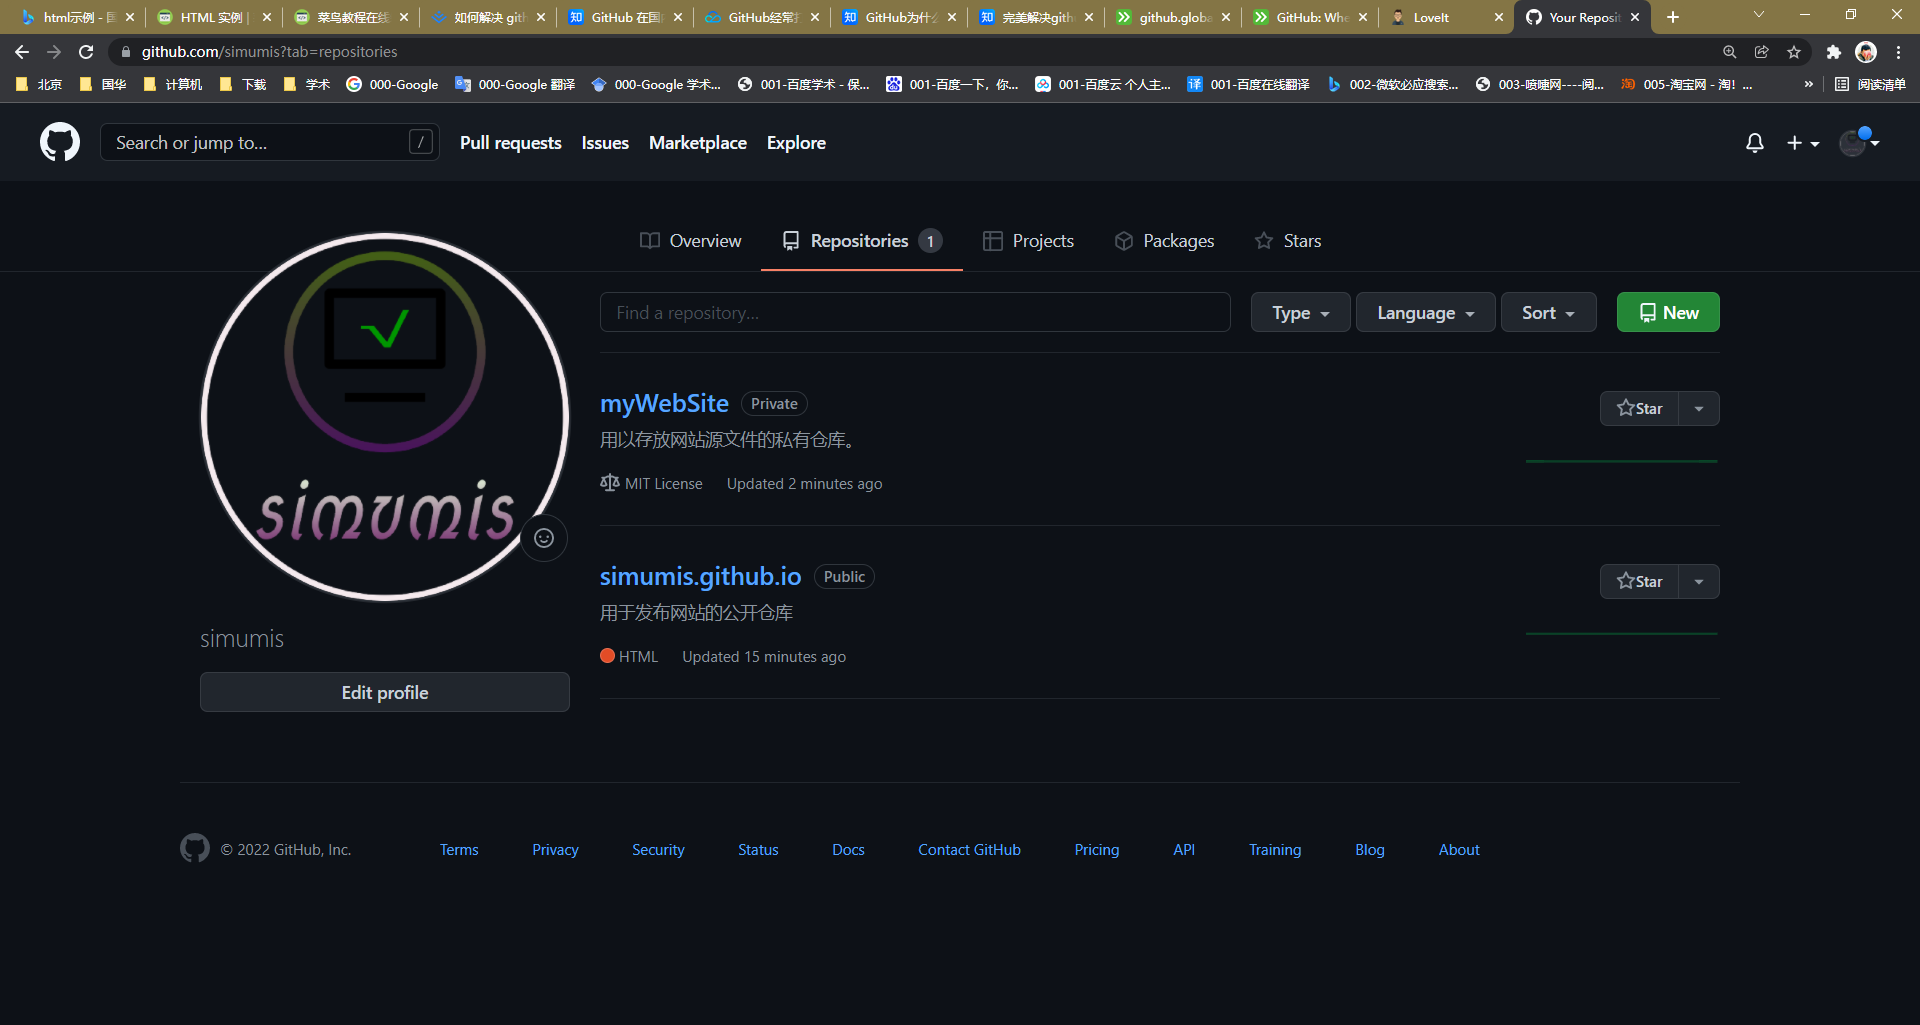 html示例 - 国
HTML 实例 |
菜鸟教程在线
如何解决 gith
GitHub 在国
GitHub经常打
GitHub为什么
完美解决gith
github.globa
GitHub: Whe
LoveIt
Your Reposit
github.com/simumis?tab=repositories
北京
国华
计算机
下载
学术
000-Google
000-Google 翻译
000-Google 学术...
001-百度学术 - 保...
001-百度一下，你...
001-百度云 个人主...
001-百度在线翻译
002-微软必应搜索...
003-喷嚏网----阅...
005-淘宝网 - 淘！...
»
阅读清单
Search or jump to...
/
Pull requests
Issues
Marketplace
Explore
Overview
Repositories 1
Projects
Packages
Stars
simumis
simumis
Edit profile
Find a repository...
Type
Language
Sort
New
myWebSite Private
Star
用以存放网站源文件的私有仓库。
MIT License Updated 2 minutes ago
simumis.github.io Public
Star
用于发布网站的公开仓库
HTML Updated 15 minutes ago
© 2022 GitHub, Inc.
Terms
Privacy
Security
Status
Docs
Contact GitHub
Pricing
API
Training
Blog
About